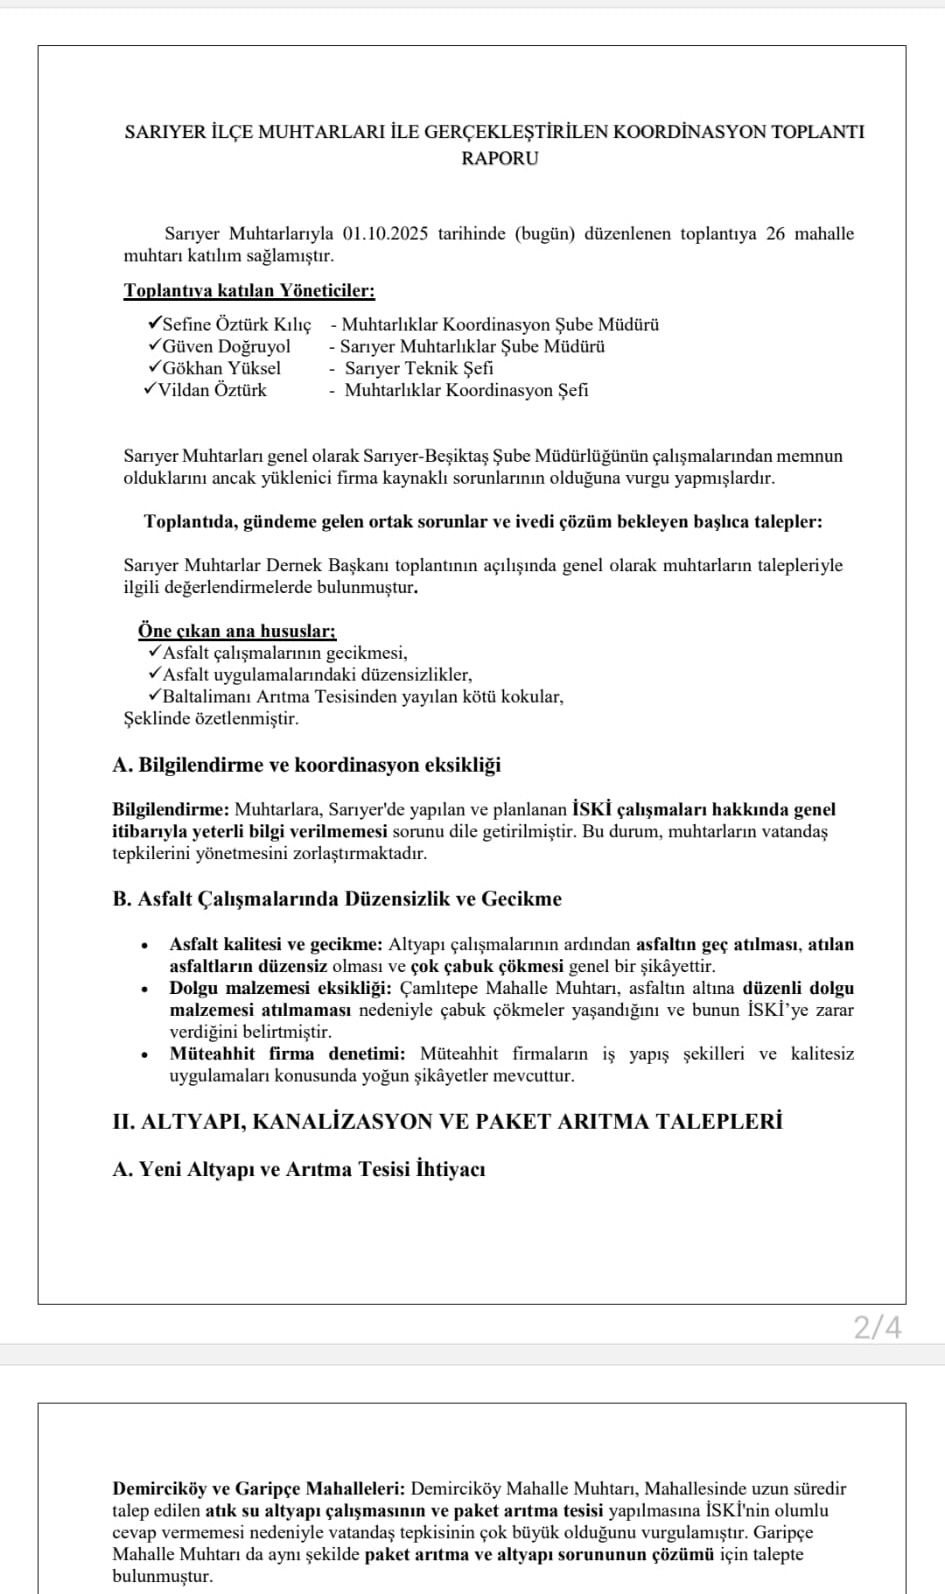 SARIYER İLÇE MUHTARLARI İLE GERÇEKLEŞTİRİLEN KOORDİNASYON TOPLANTI
RAPORU
Sarıyer Muhtarlarıyla 01.10.2025 tarihinde (bugün) düzenlenen toplantıya 26 mahalle
muhtarı katılım sağlamıştır.
Toplantıya katılan Yöneticiler:
✓Sefine Öztürk Kılıç - Muhtarlıklar Koordinasyon Şube Müdürü
✓Güven Doğruyol - Sarıyer Muhtarlıklar Şube Müdürü
✓Gökhan Yüksel - Sarıyer Teknik Şefi
✓Vildan Öztürk - Muhtarlıklar Koordinasyon Şefi
Sarıyer Muhtarları genel olarak Sarıyer-Beşiktaş Şube Müdürlüğünün çalışmalarından memnun
olduklarını ancak yüklenici firma kaynaklı sorunlarının olduğuna vurgu yapmışlardır.
Toplantıda, gündeme gelen ortak sorunlar ve ivedi çözüm bekleyen başlıca talepler:
Sarıyer Muhtarlar Dernek Başkanı toplantının açılışında genel olarak muhtarların talepleriyle
ilgili değerlendirmelerde bulunmuştur.
Öne çıkan ana hususlar;
✓Asfalt çalışmalarının gecikmesi,
✓Asfalt uygulamalarındaki düzensizlikler,
✓Baltalimanı Arıtma Tesisinden yayılan kötü kokular,
Şeklinde özetlenmiştir.
A. Bilgilendirme ve koordinasyon eksikliği
Bilgilendirme: Muhtarlara, Sarıyer'de yapılan ve planlanan İSKİ çalışmaları hakkında genel
itibarıyla yeterli bilgi verilmemesi sorunu dile getirilmiştir. Bu durum, muhtarların vatandaş
tepkilerini yönetmesini zorlaştırmaktadır.
B. Asfalt Çalışmalarında Düzensizlik ve Gecikme
• Asfalt kalitesi ve gecikme: Altyapı çalışmalarının ardından asfaltın geç atılması, atılan
asfaltların düzensiz olması ve çok çabuk çökmesi genel bir şikâyettir.
• Dolgu malzemesi eksikliği: Çamlıtepe Mahalle Muhtarı, asfaltın altına düzenli dolgu
malzemesi atılmaması nedeniyle çabuk çökmeler yaşandığını ve bunun İSKİ’ye zarar
verdiğini belirtmiştir.
• Müteahhit firma denetimi: Müteahhit firmaların iş yapış şekilleri ve kalitesiz
uygulamaları konusunda yoğun şikâyetler mevcuttur.
II. ALTYAPI, KANALİZASYON VE PAKET ARITMA TALEPLERİ
A. Yeni Altyapı ve Arıtma Tesisi İhtiyacı
2/4
Demirciköy ve Garipçe Mahalleleri: Demirciköy Mahalle Muhtarı, Mahallesinde uzun süredir
talep edilen atık su altyapı çalışmasının ve paket arıtma tesisi yapılmasına İSKİ'nin olumlu
cevap vermemesi nedeniyle vatandaş tepkisinin çok büyük olduğunu vurgulamıştır. Garipçe
Mahalle Muhtarı da aynı şekilde paket arıtma ve altyapı sorununun çözümü için talepte
bulunmuştur.